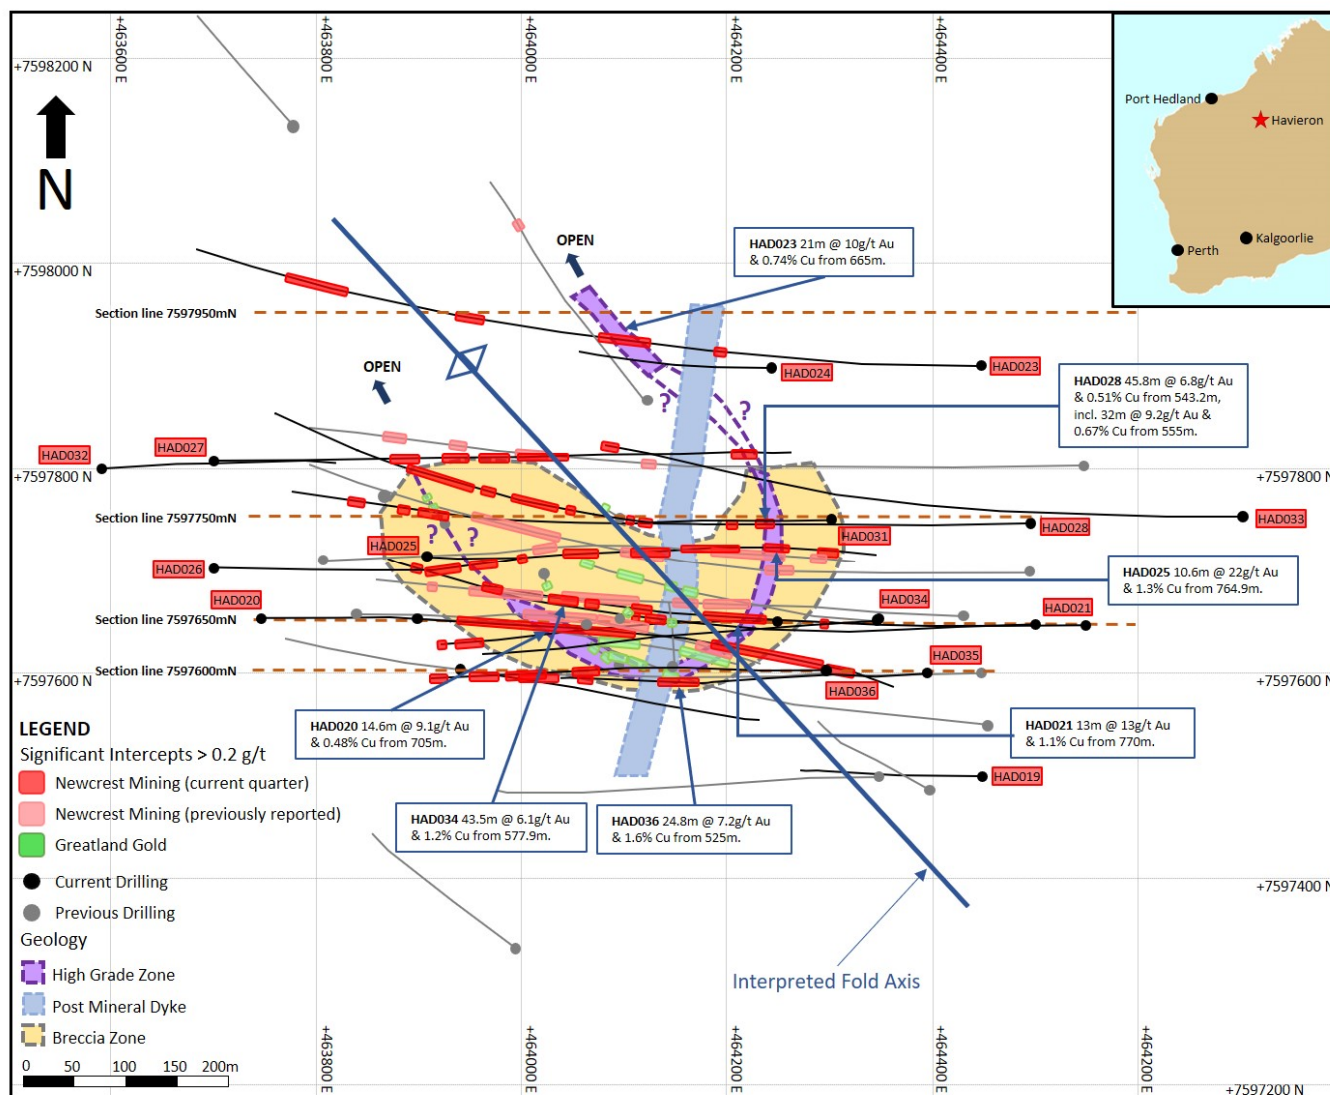 +463600 E
+463800 E
+464000 E
+464200 E
+464400 E
+7598200 N
N
Port Hedland
Havieron
Kalgoorlie
Perth
OPEN
HAD023 21m @ 10g/t Au
& 0.74% Cu from 665m.
+7598000 N
Section line 7597950mN
OPEN
HAD024
HAD023
HAD028 45.8m @ 6.8g/t Au
& 0.51% Cu from 543.2m,
incl. 32m @ 9.2g/t Au &
0.67% Cu from 555m.
?
?
HAD032
HAD027
+7597800 N
+7597800 N
Section line 7597750mN
HAD033
HAD028
HAD031
?
?
HAD025
HAD026
HAD025 10.6m @ 22g/t Au
& 1.3% Cu from 764.9m.
HAD020
HAD034
HAD021
Section line 7597650mN
HAD035
Section line 7597600mN
+7597600 N
+7597600 N
HAD036
HAD020 14.6m @ 9.1g/t Au
& 0.48% Cu from 705m.
HAD021 13m @ 13g/t Au
& 1.1% Cu from 770m.
HAD019
HAD034 43.5m @ 6.1g/t Au
& 1.2% Cu from 577.9m.
HAD036 24.8m @ 7.2g/t Au
& 1.6% Cu from 525m.
LEGEND
Significant Intercepts > 0.2 g/t
Newcrest Mining (current quarter)
Newcrest Mining (previously reported)
Greatland Gold
Current Drilling
Previous Drilling
Geology
High Grade Zone
Post Mineral Dyke
Breccia Zone
0 50 100 150 200m
+7597400 N
Interpreted Fold Axis
+463800 E
+464000 E
+464200 E
+464400 E
+464200 E
+7597200 N